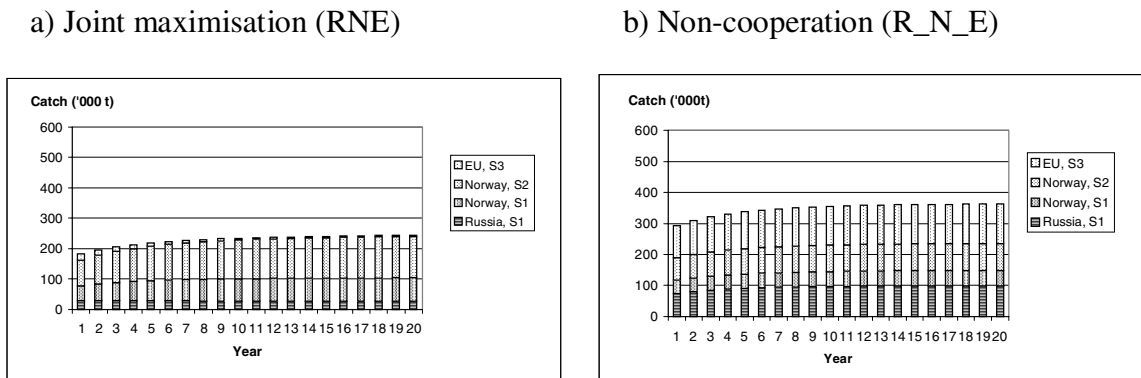 a) Joint maximisation (RNE)
Catch ('000 t)
600
500
400
300
200
100
0
1 2 3 4 5 6 7 8 9 10 11 12 13 14 15 16 17 18 19 20
Year
EU, S3
Norway, S2
Norway, S1
Russia, S1
b) Non-cooperation (R_N_E)
Catch ('000t)
600
500
400
300
200
100
0
1 2 3 4 5 6 7 8 9 10 11 12 13 14 15 16 17 18 19 20
Year
EU, S3
Norway, S2
Norway, S1
Russia, S1